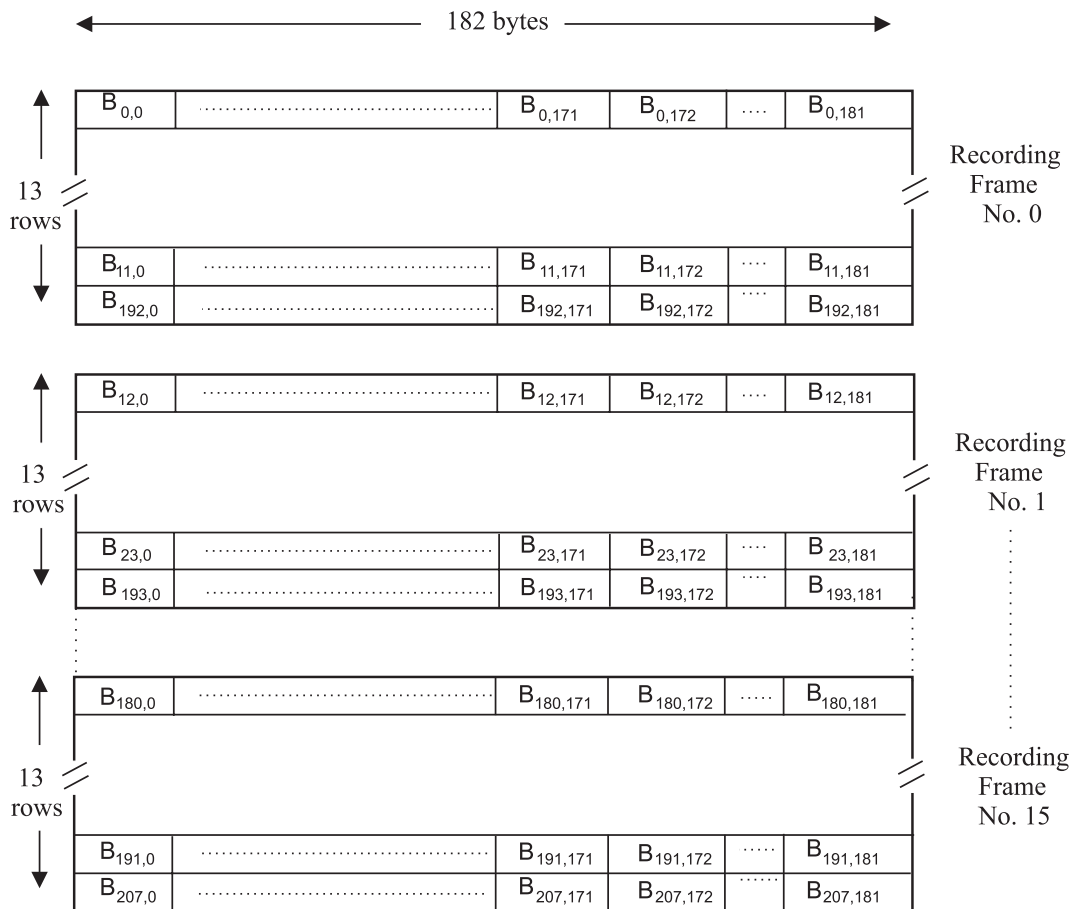 182 bytes
B0,0 ........ B0,171 B0,172 .... B0,181
13
rows
Recording
Frame
No. 0
B11,0 ........ B11,171 B11,172 .... B11,181
B192,0 ........ B192,171 B192,172 .... B192,181
B12,0 ........ B12,171 B12,172 .... B12,181
13
rows
Recording
Frame
No. 1
B23,0 ........ B23,171 B23,172 .... B23,181
B193,0 ........ B193,171 B193,172 .... B193,181
B180,0 ........ B180,171 B180,172 ..... B180,181
13
rows
Recording
Frame
No. 15
B191,0 ........ B191,171 B191,172 ..... B191,181
B207,0 ........ B207,171 B207,172 ...... B207,181